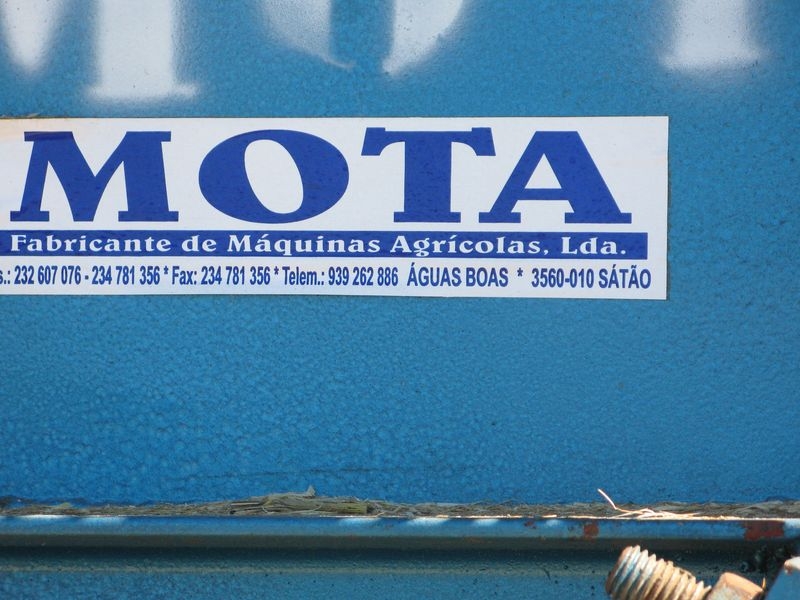 MOTA
Fabricante de Máquinas Agrícolas, Lda.
s.: 232 607 076 - 234 781 356 * Fax: 234 781 356 * Telem.: 939 262 886 ÁGUAS BOAS * 3560-010 SÁTÃO